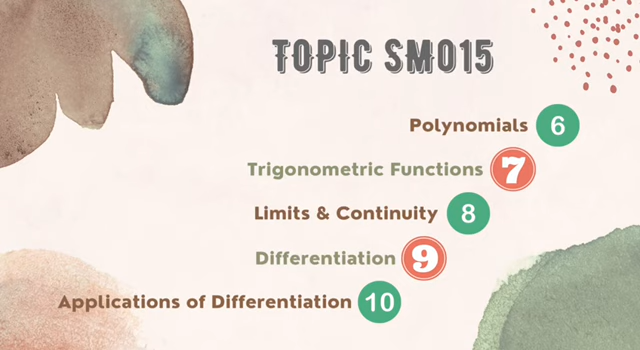 TOPIC SM015
Polynomials 6
Trigonometric Functions 7
Limits & Continuity 8
Differentiation 9
Applications of Differentiation 10